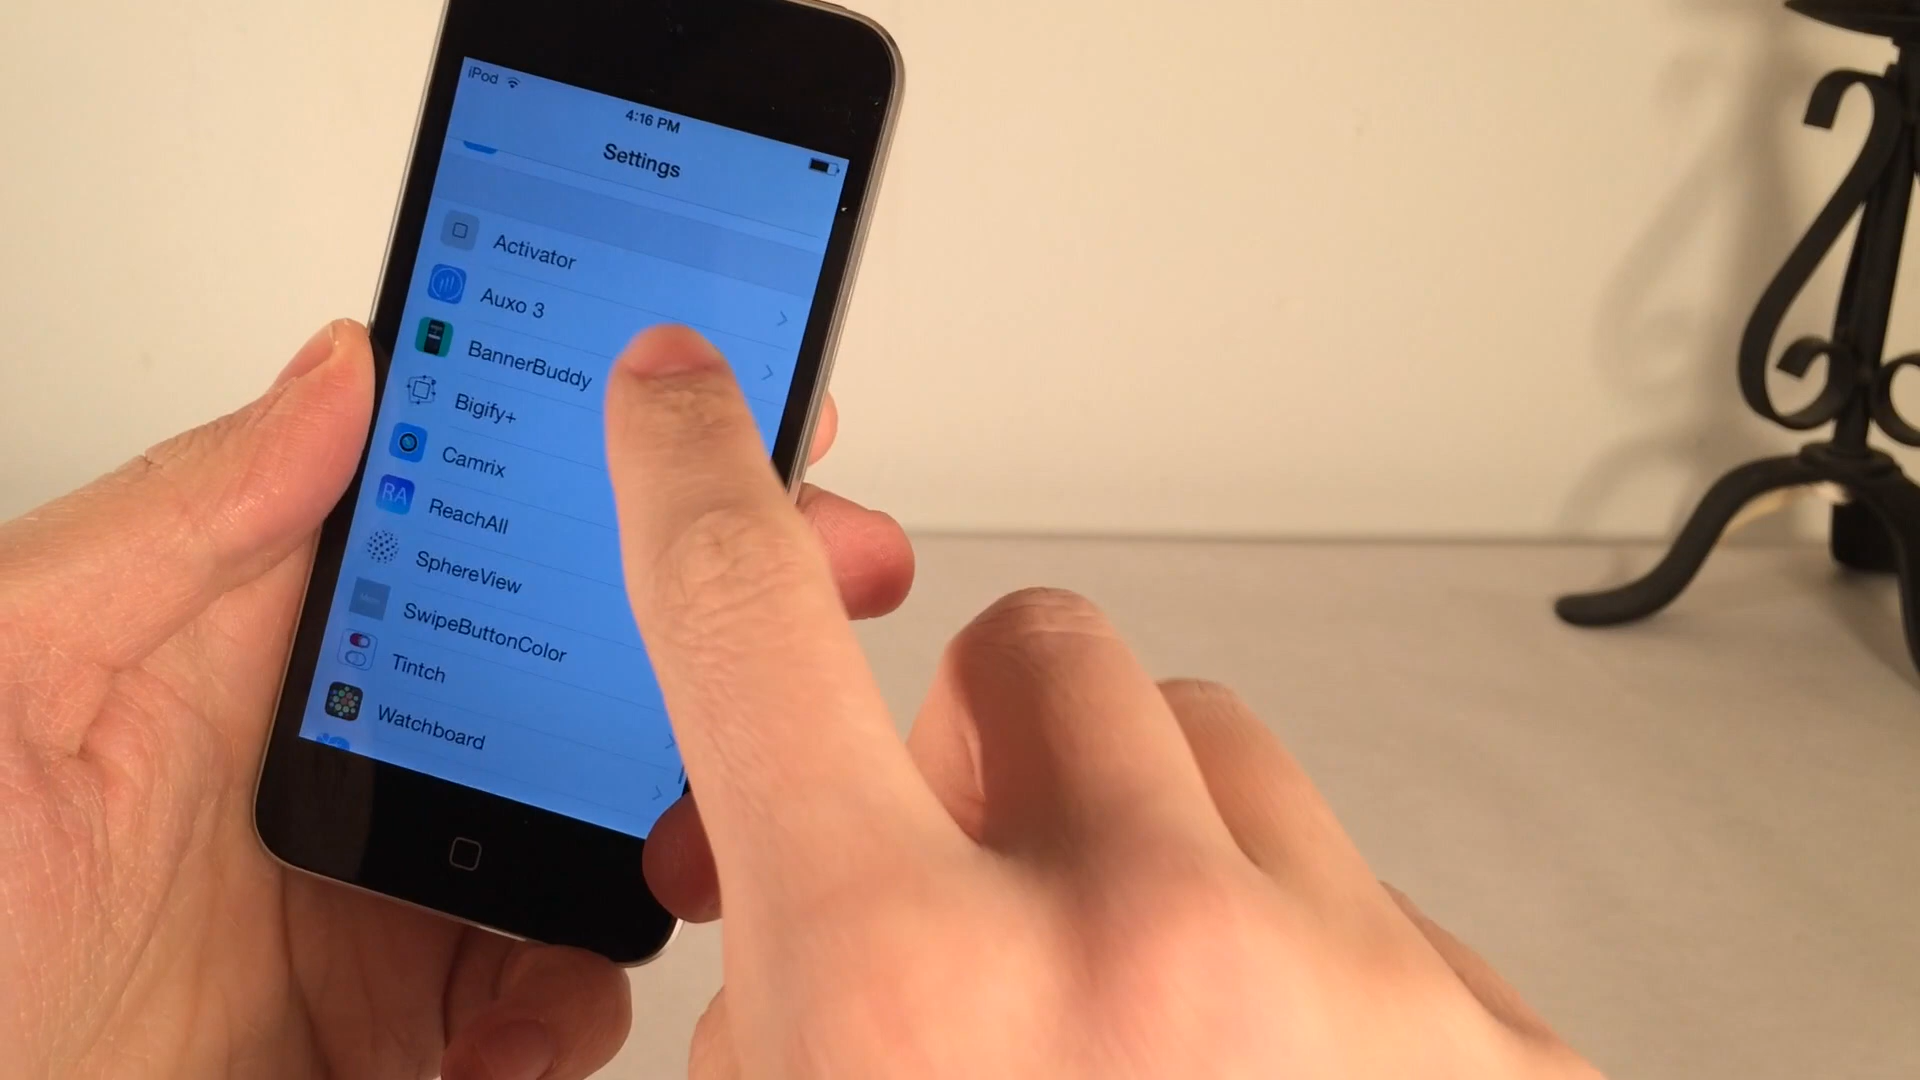 iPod
4:16 PM
Settings
Activator
Auxo 3
BannerBuddy
Bigify+
Camrix
RA
ReachAll
SphereView
SwipeButtonColor
Tintch
Watchboard